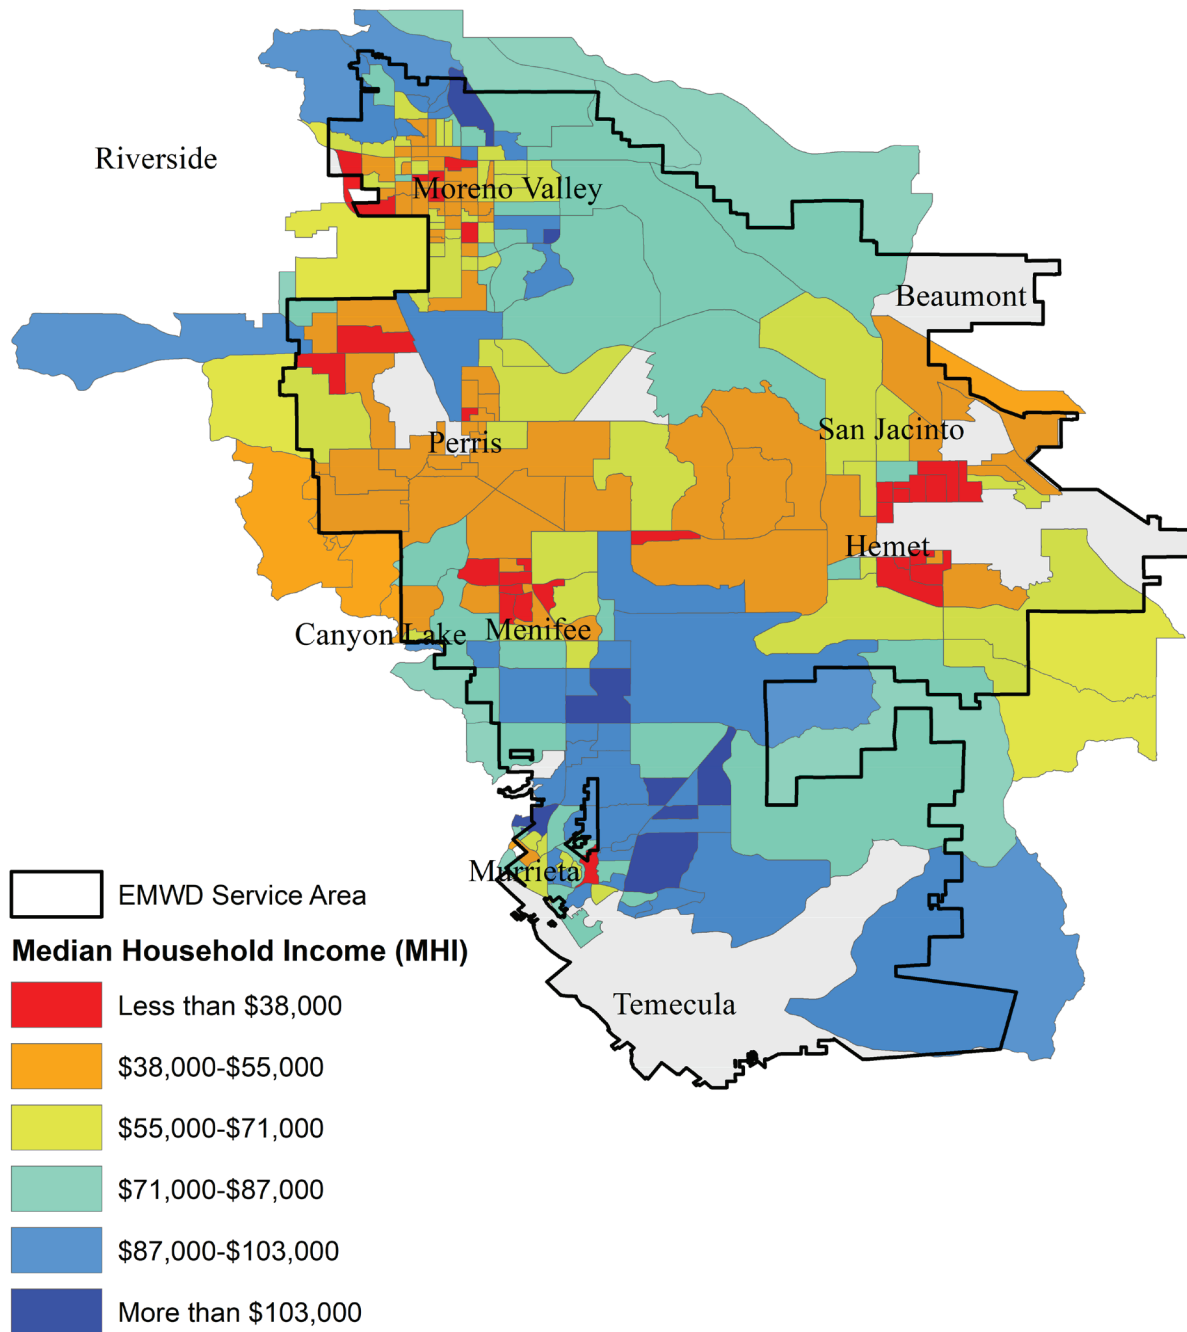 Riverside
Moreno Valley
Beaumont
San Jacinto
Perris
Hemet
Canyon Lake
Menifee
Murrieta
EMWD Service Area
Median Household Income (MHI)
Less than $38,000
Temecula
$38,000-$55,000
$55,000-$71,000
$71,000-$87,000
$87,000-$103,000
More than $103,000